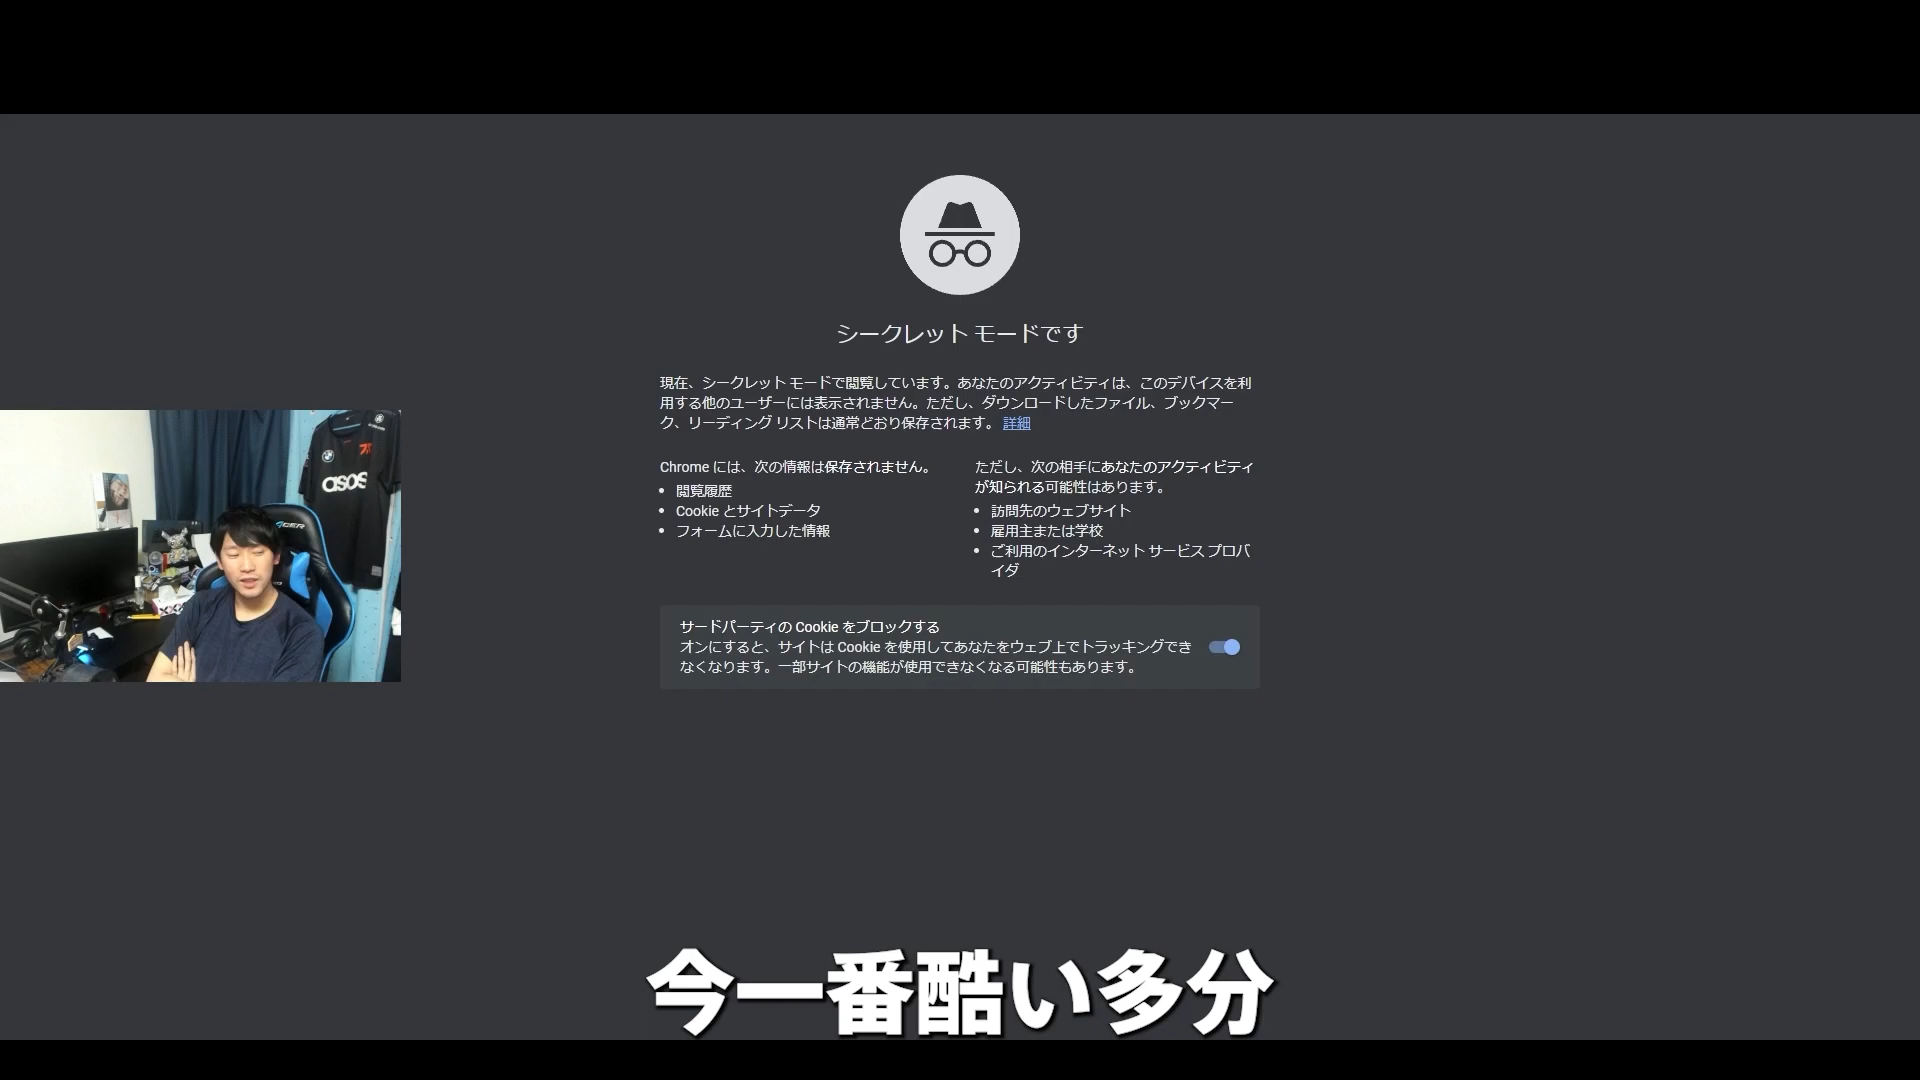 シークレット モードです
現在、シークレット モードで閲覧しています。あなたのアクティビティは、このデバイスを利
用する他のユーザーには表示されません。ただし、ダウンロードしたファイル、ブックマー
ク、リーディング リストは通常どおり保存されます。 詳細
Chrome には、次の情報は保存されません。
• 閲覧履歴
• Cookie とサイトデータ
• フォームに入力した情報
ただし、次の相手にあなたのアクティビティ
が知られる可能性はあります。
• 訪問先のウェブサイト
• 雇用主または学校
• ご利用のインターネット サービス プロバ
イダ
サードパーティの Cookie をブロックする
オンにすると、サイトは Cookie を使用してあなたをウェブ上でトラッキングでき
なくなります。一部サイトの機能が使用できなくなる可能性もあります。
asos
今一番酷い多分